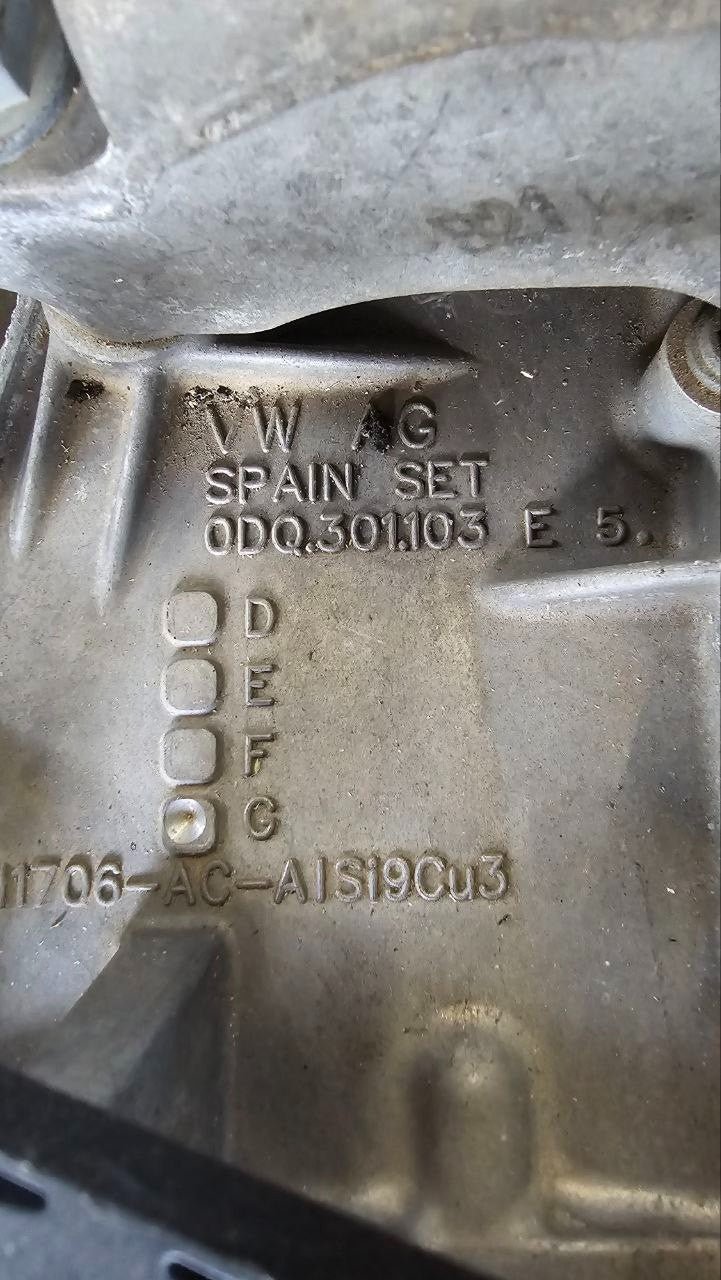 VW AG
SPAIN SET
0DQ.301.103 E 5.
D
E
F
G
11706-AC-AlSi9Cu3